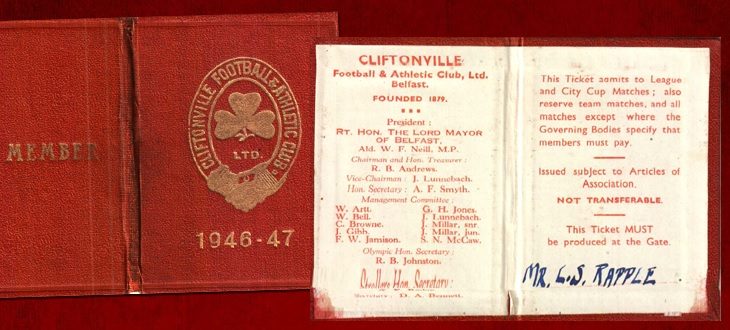 MEMBER
CLIFTONVILLE FOOTBALL & ATHLETIC CLUB
LTD.
1946-47
CLIFTONVILLE
Football & Athletic Club, Ltd.
Belfast.
FOUNDED 1879.
President :
RT. HON. THE LORD MAYOR
OF BELFAST,
Ald. W. F. Neill, M.P.
Chairman and Hon. Treasurer :
R. B. Andrews.
Vice-Chairman : J. Lunnebach.
Hon. Secretary : A. F. Smyth.
Management Committee :
W. Artt. G. H. Jones.
W. Bell. J. Lunnebach.
C. Browne. J. Millar, snr.
J. Gibb. J. Millar, jun.
F. W. Jamison. S. N. McCaw.
Olympic Hon. Secretary :
R. B. Johnston.
Hon. Secretary :
Secretary : D. A. Bennett.
This Ticket admits to League
and City Cup Matches ; also
reserve team matches, and all
matches except where the
Governing Bodies specify that
members must pay.
Issued subject to Articles of
Association.
NOT TRANSFERABLE.
This Ticket MUST
be produced at the Gate.
MR. L.S. RAPPLE